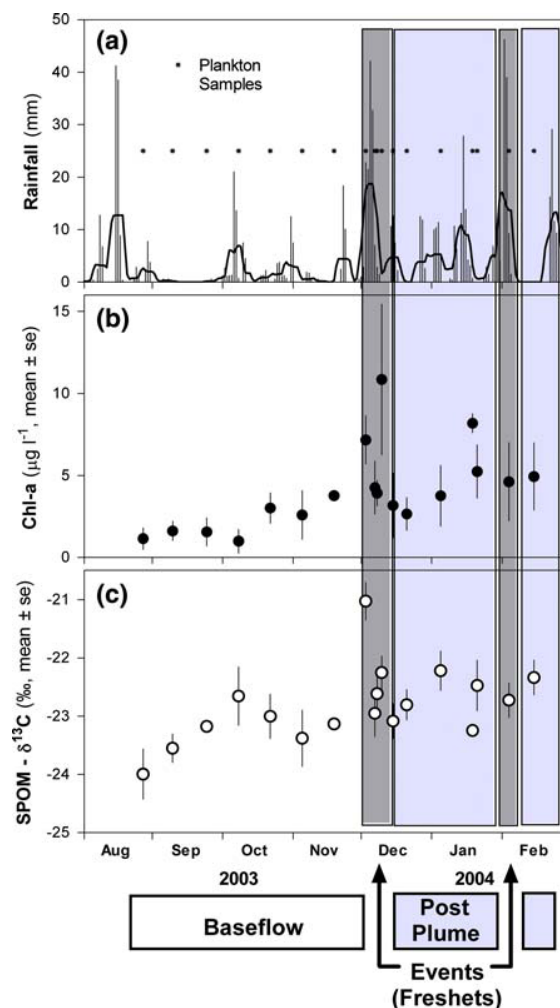 (a)
Plankton
Samples
Rainfall (mm)
50
40
30
20
10
0
(b)
Chl-a (µg l⁻¹, mean ± se)
15
10
5
0
(c)
SPOM - δ¹³C (‰, mean ± se)
-21
-22
-23
-24
-25
Aug Sep Oct Nov Dec Jan Feb
2003 2004
Baseflow
Post
Plume
Events
(Freshets)